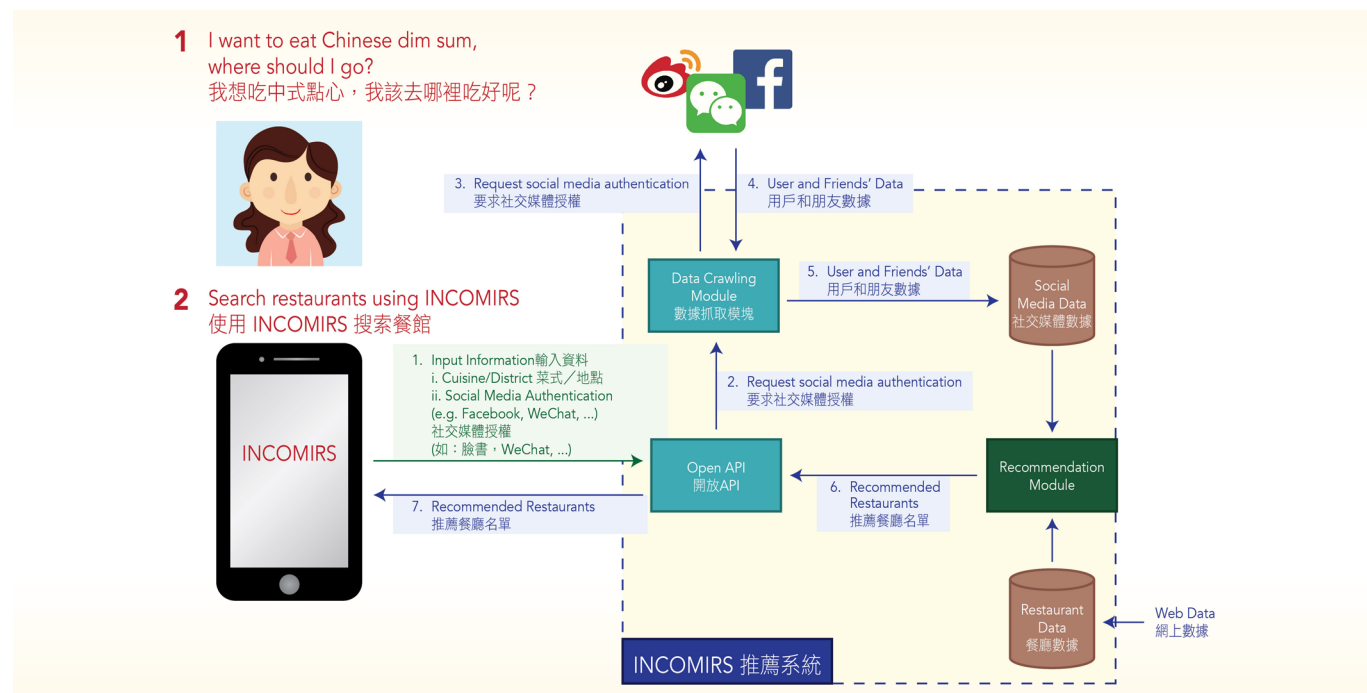 1 I want to eat Chinese dim sum,
where should I go?
我想吃中式點心，我該去哪裡吃好呢？
3. Request social media authentication
要求社交媒體授權
4. User and Friends' Data
用戶和朋友數據
Data Crawling
Module
數據抓取模塊
5. User and Friends' Data
用戶和朋友數據
Social
Media Data
社交媒體數據
2 Search restaurants using INCOMIRS
使用 INCOMIRS 搜索餐館
INCOMIRS
1. Input Information輸入資料
i. Cuisine/District 菜式／地點
ii. Social Media Authentication
(e.g. Facebook, WeChat, ...)
社交媒體授權
(如：臉書，WeChat, ...)
2. Request social media authentication
要求社交媒體授權
Open API
開放API
Recommendation
Module
6. Recommended
Restaurants
推薦餐廳名單
7. Recommended Restaurants
推薦餐廳名單
Restaurant
Data
餐廳數據
Web Data
網上數據
INCOMIRS 推薦系統